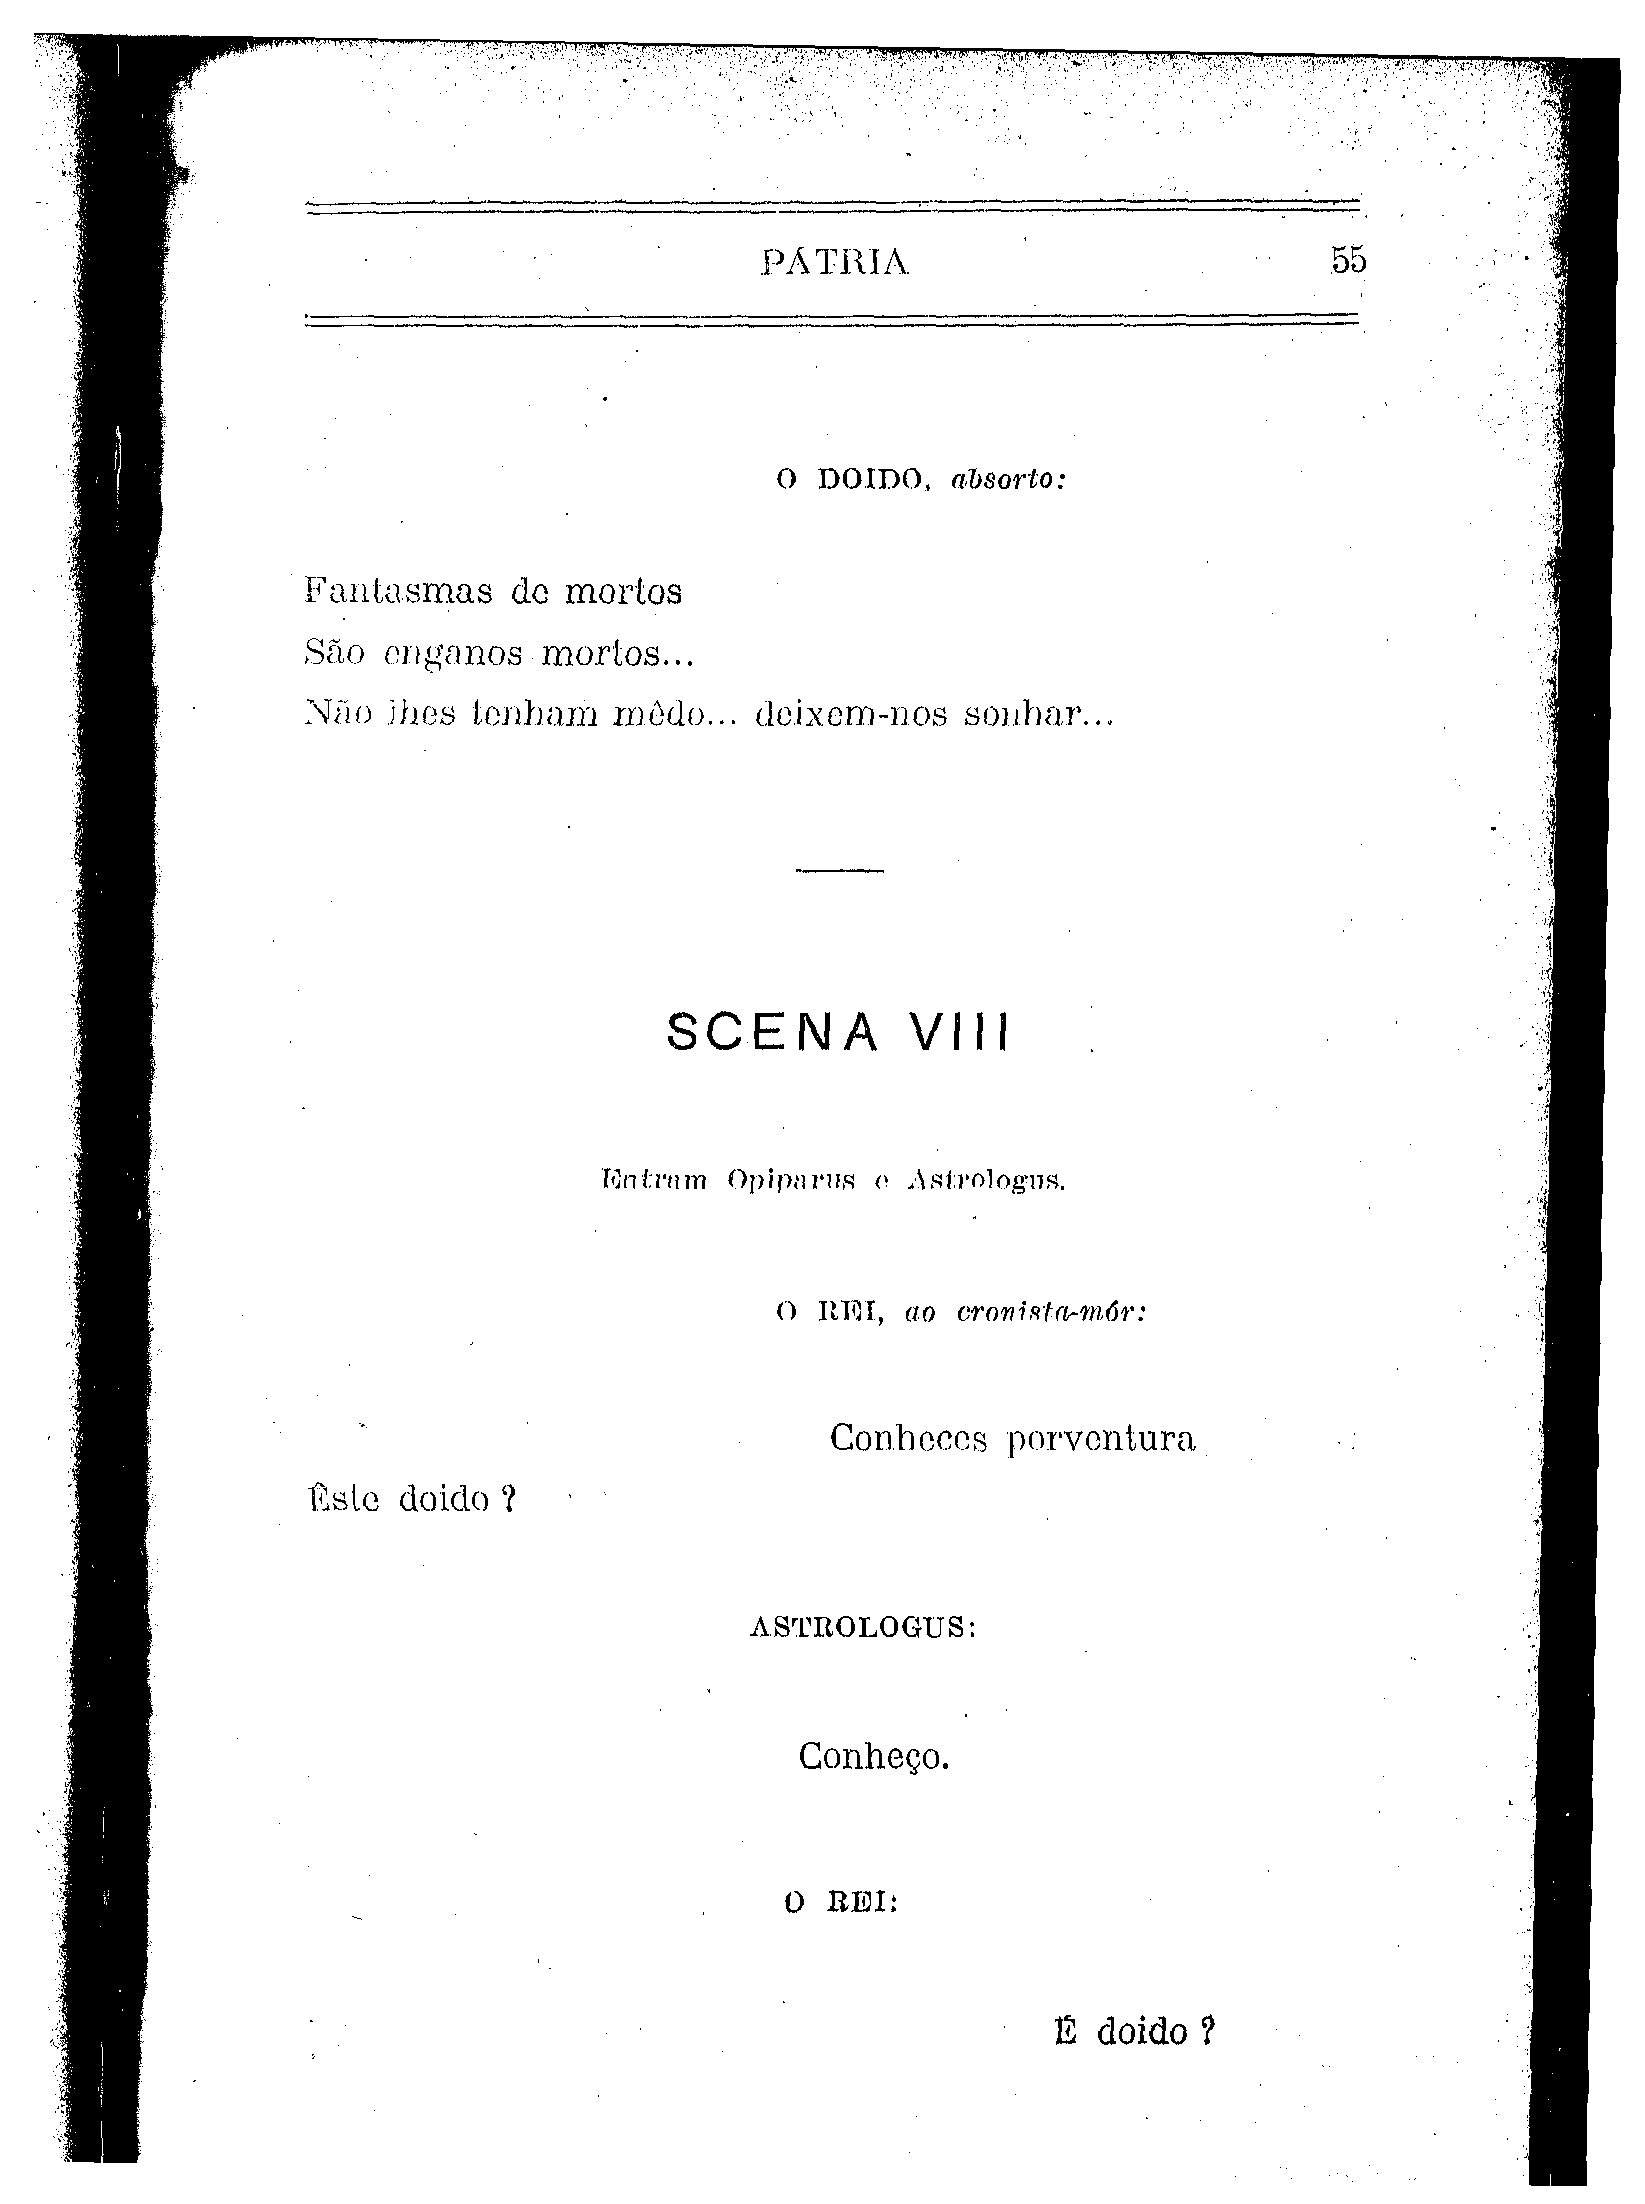 PÁTRIA 55
O DOIDO, absorto:
Fantasmas de mortos
São enganos mortos...
Não lhes tenham mêdo... deixem-nos sonhar...
SCENA VIII
Entram Opiparus e Astrologus.
O REI, ao cronista-mór:
Conheces porventura
Êste doido ?
ASTROLOGUS:
Conheço.
O REI:
É doido ?